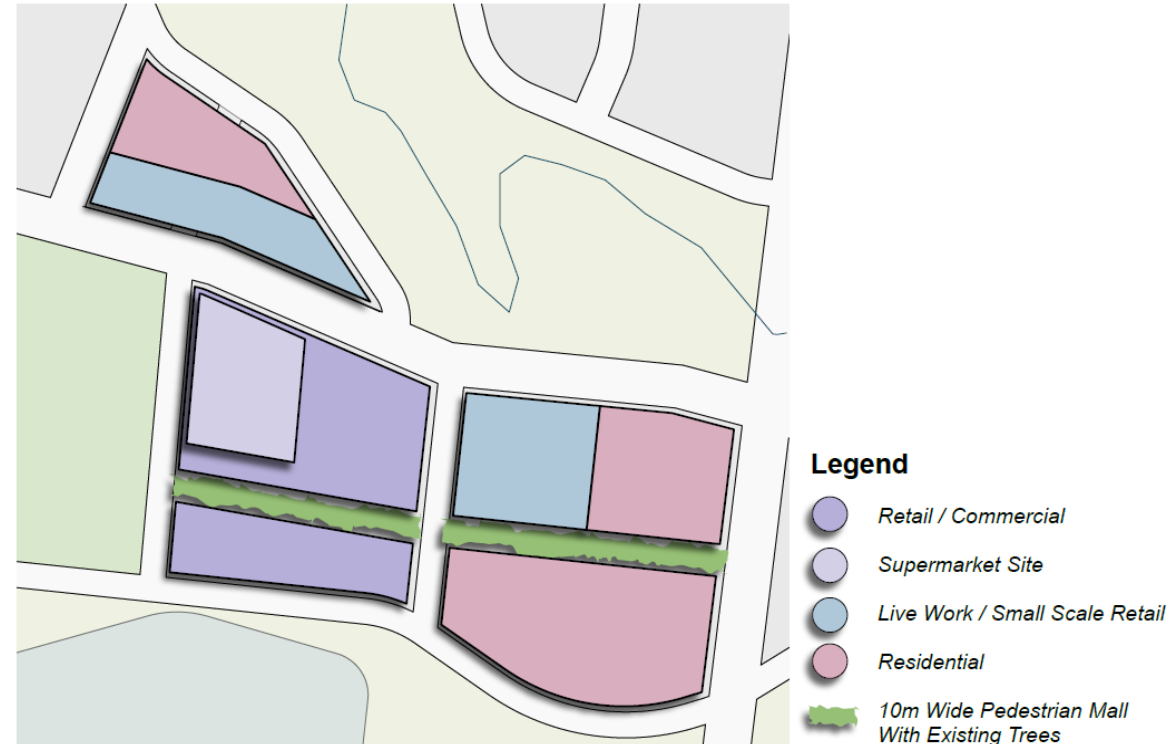 Legend
Retail / Commercial
Supermarket Site
Live Work / Small Scale Retail
Residential
10m Wide Pedestrian Mall
With Existing Trees